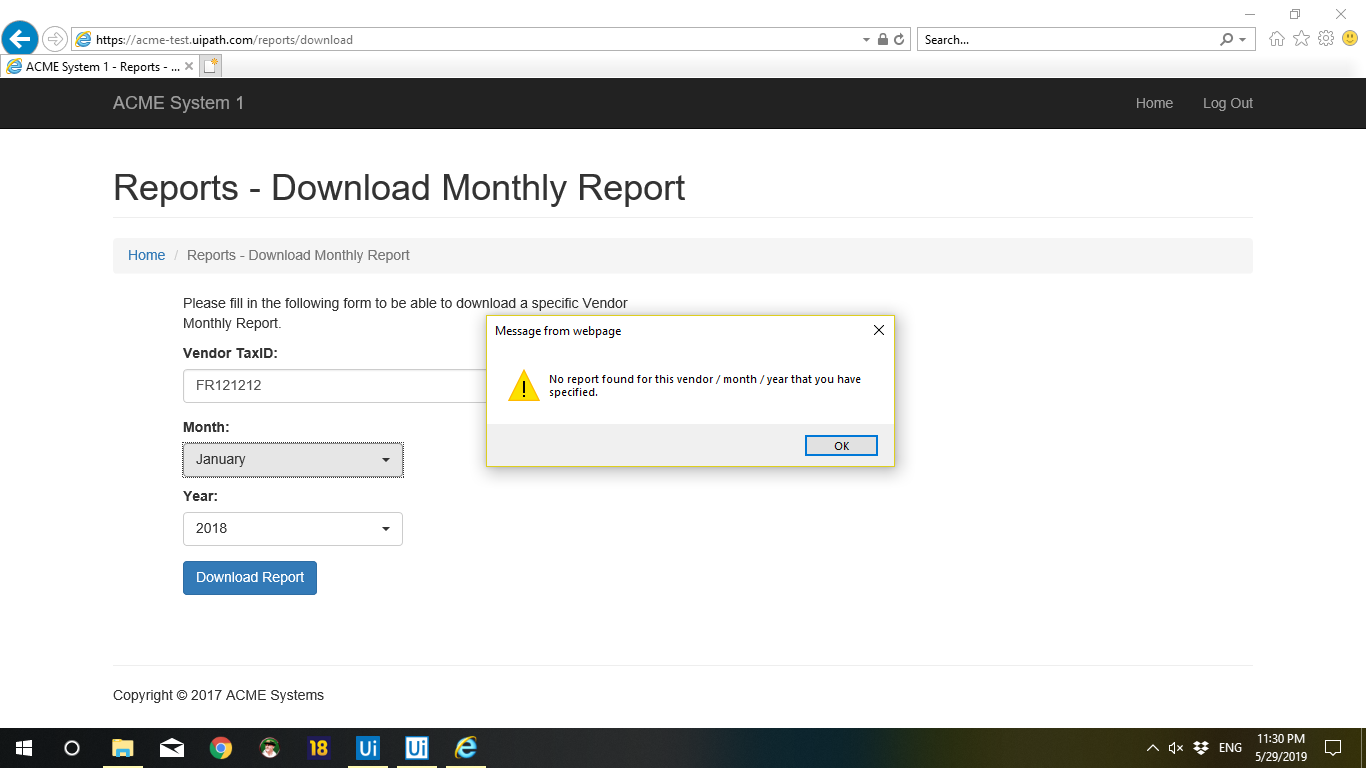 https://acme-test.uipath.com/reports/download
Search...
ACME System 1 - Reports - ...
ACME System 1
Home
Log Out
Reports - Download Monthly Report
Home / Reports - Download Monthly Report
Please fill in the following form to be able to download a specific Vendor
Monthly Report.
Vendor TaxID:
FR121212
Month:
January
Year:
2018
Download Report
Message from webpage
No report found for this vendor / month / year that you have
specified.
OK
Copyright © 2017 ACME Systems
18
Ui
Ui
ENG
11:30 PM
5/29/2019